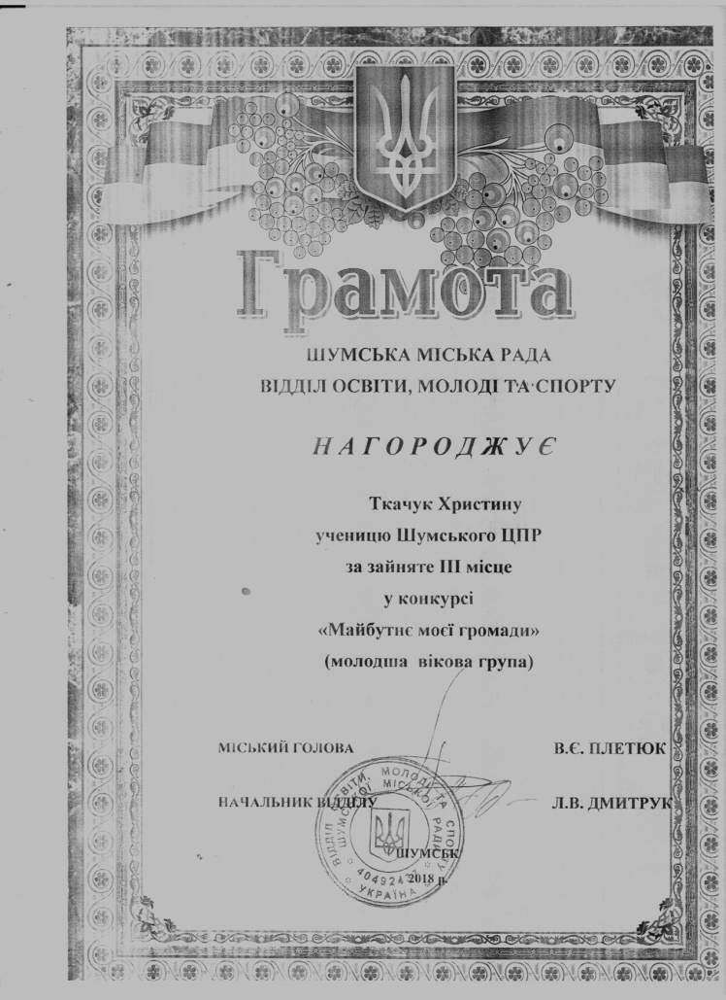 Грамота
ШУМСЬКА МІСЬКА РАДА
ВІДДІЛ ОСВІТИ, МОЛОДІ ТА СПОРТУ
НАГОРОДЖУЄ
Ткачук Христину
ученицю Шумського ЦПР
за зайняте ІІІ місце
у конкурсі
«Майбутнє моєї громади»
(молодша вікова група)
МІСЬКИЙ ГОЛОВА В.Є. ПЛЕТЮК
НАЧАЛЬНИК ВІДДІЛУ Л.В. ДМИТРУК
ВІДДІЛ ОСВІТИ, МОЛОДІ ТА СПОРТУ
ШУМСЬКОЇ МІСЬКОЇ РАДИ
УКРАЇНА
ШУМСЬК
2018 р.